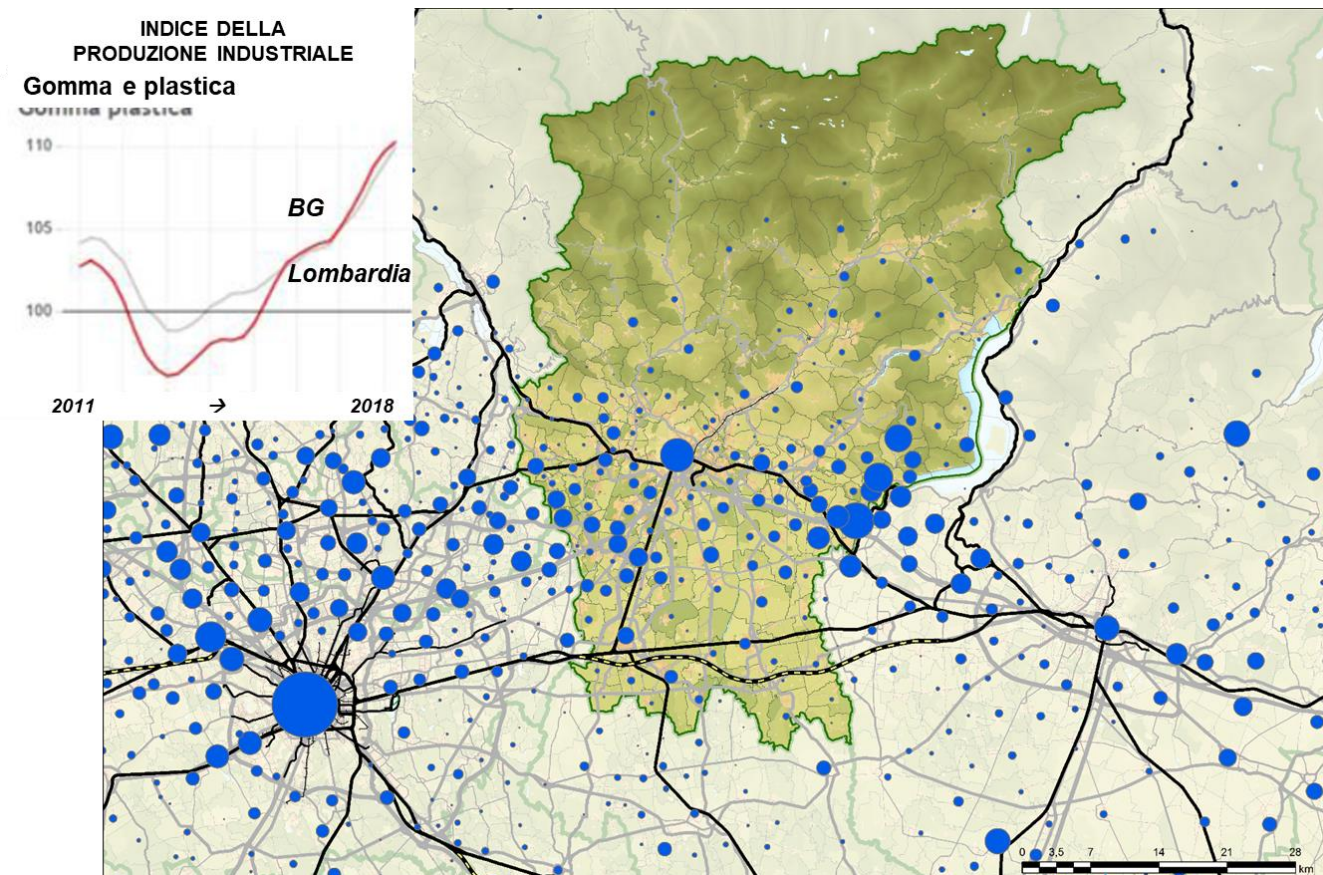 INDICE DELLA
PRODUZIONE INDUSTRIALE
Gomma e plastica
Gomma plastica
110
BG
105
Lombardia
100
2011 → 2018
0 3,5 7 14 21 28
km